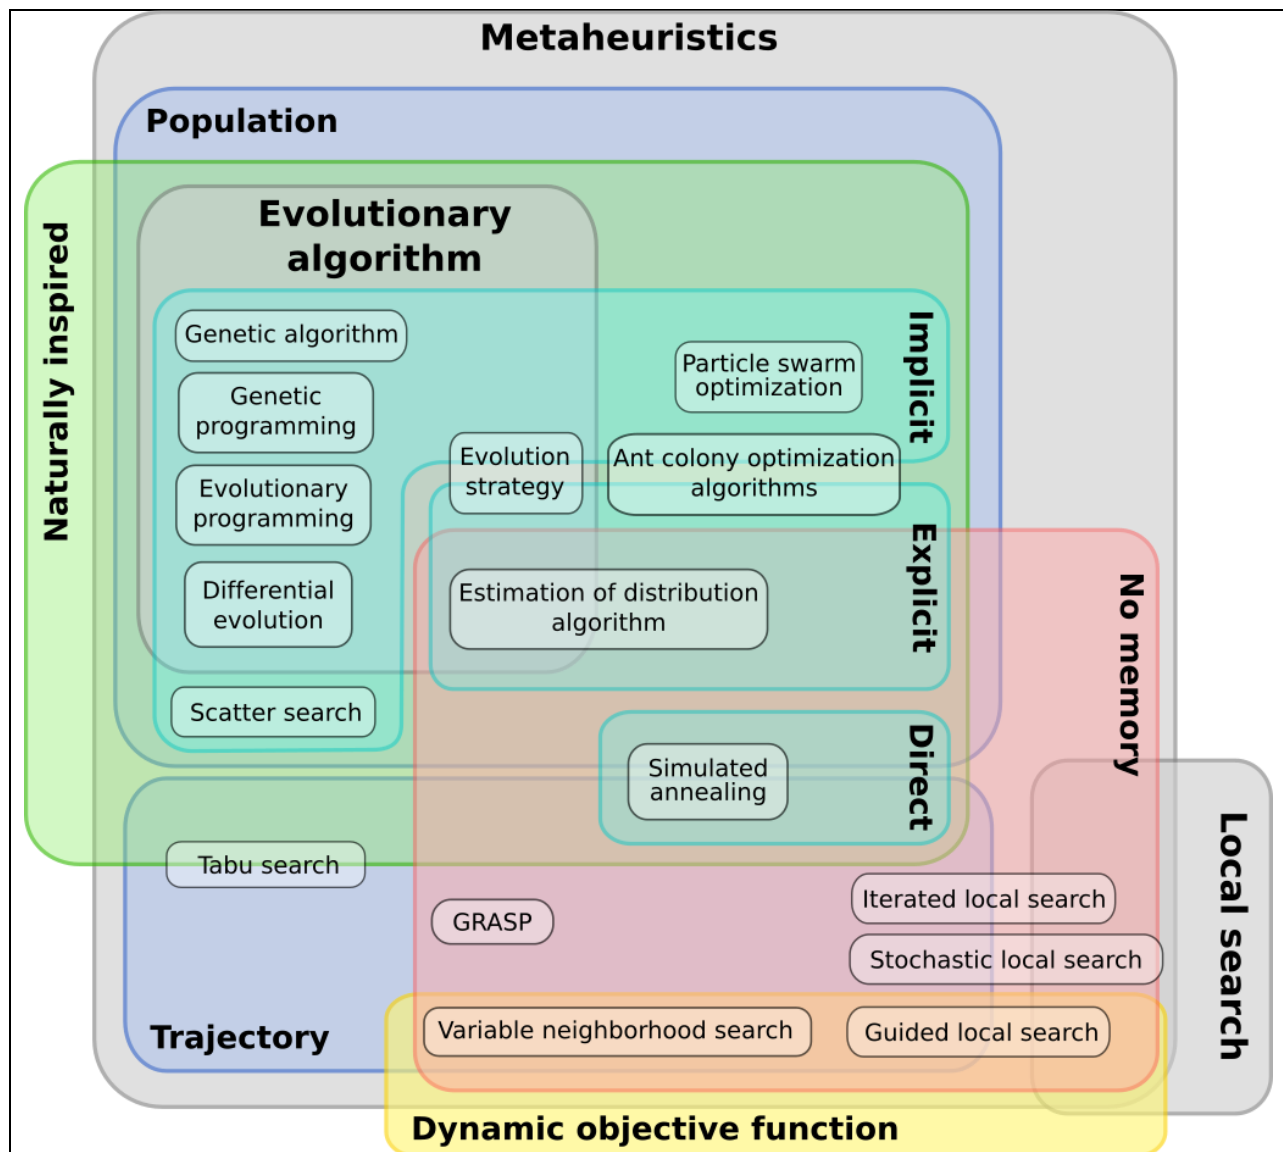 Metaheuristics
Population
Naturally inspired
Evolutionary
algorithm
Implicit
Genetic algorithm
Particle swarm
optimization
Genetic
programming
Evolution
strategy
Ant colony optimization
algorithms
Evolutionary
programming
Explicit
Differential
evolution
Estimation of distribution
algorithm
No memory
Scatter search
Direct
Simulated
annealing
Local search
Tabu search
Iterated local search
GRASP
Stochastic local search
Trajectory
Variable neighborhood search
Guided local search
Dynamic objective function